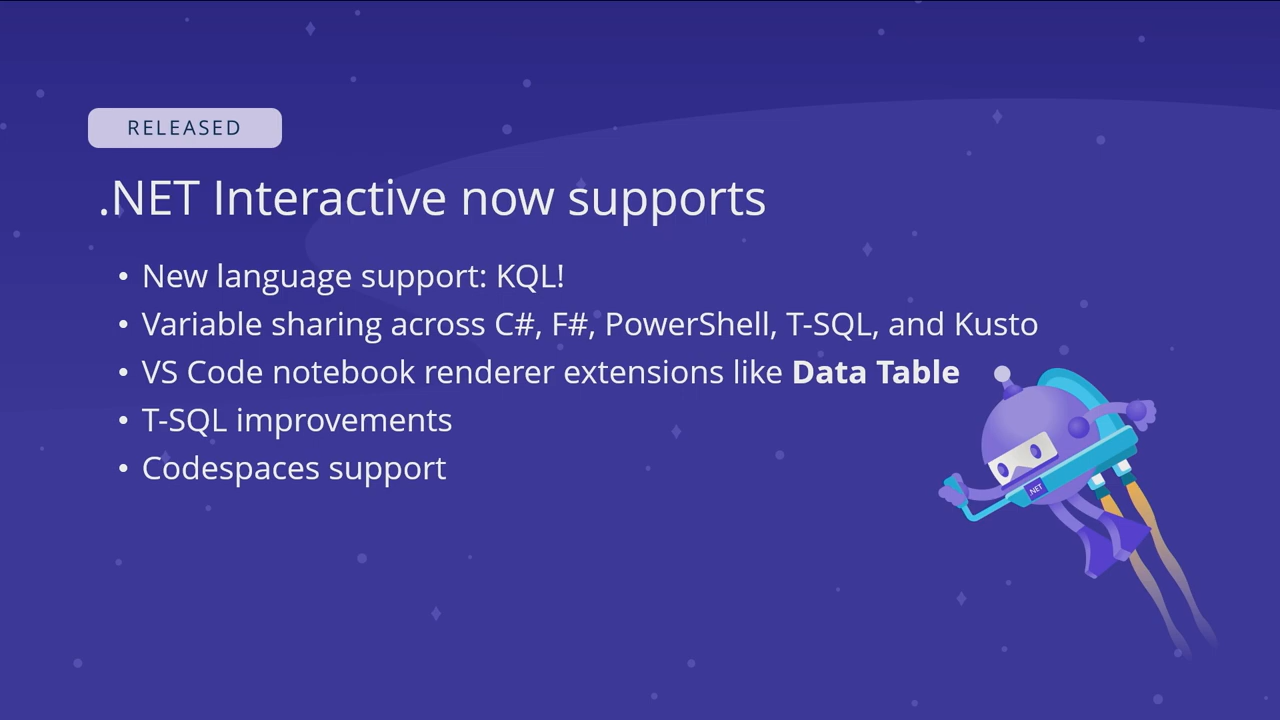 RELEASED
.NET Interactive now supports
• New language support: KQL!
• Variable sharing across C#, F#, PowerShell, T-SQL, and Kusto
• VS Code notebook renderer extensions like Data Table
• T-SQL improvements
• Codespaces support
.NET